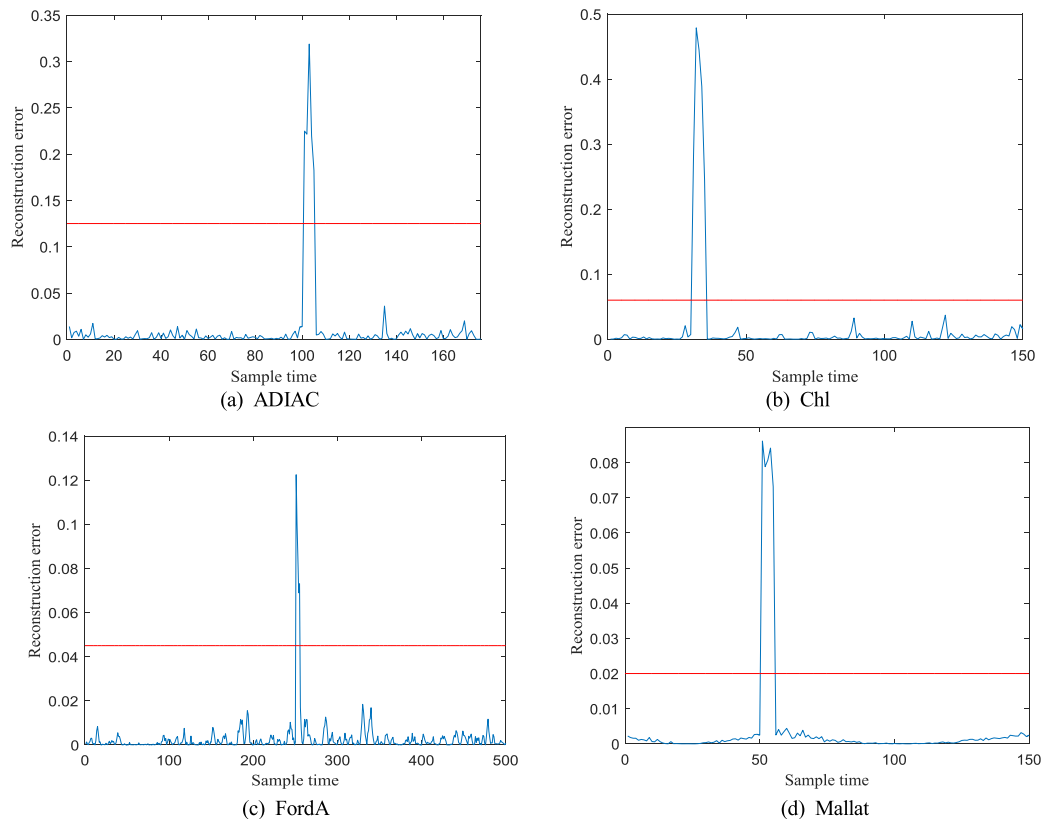 0.35
0.3
0.25
0.2
0.15
0.1
0.05
0
Reconstruction error
0 20 40 60 80 100 120 140 160
Sample time
(a) ADIAC
0.5
0.4
0.3
0.2
0.1
0
Reconstruction error
0 50 100 150
Sample time
(b) Chl
0.14
0.12
0.1
0.08
0.06
0.04
0.02
0
Reconstruction error
0 100 200 300 400 500
Sample time
(c) FordA
0.08
0.07
0.06
0.05
0.04
0.03
0.02
0.01
0
Reconstruction error
0 50 100 150
Sample time
(d) Mallat